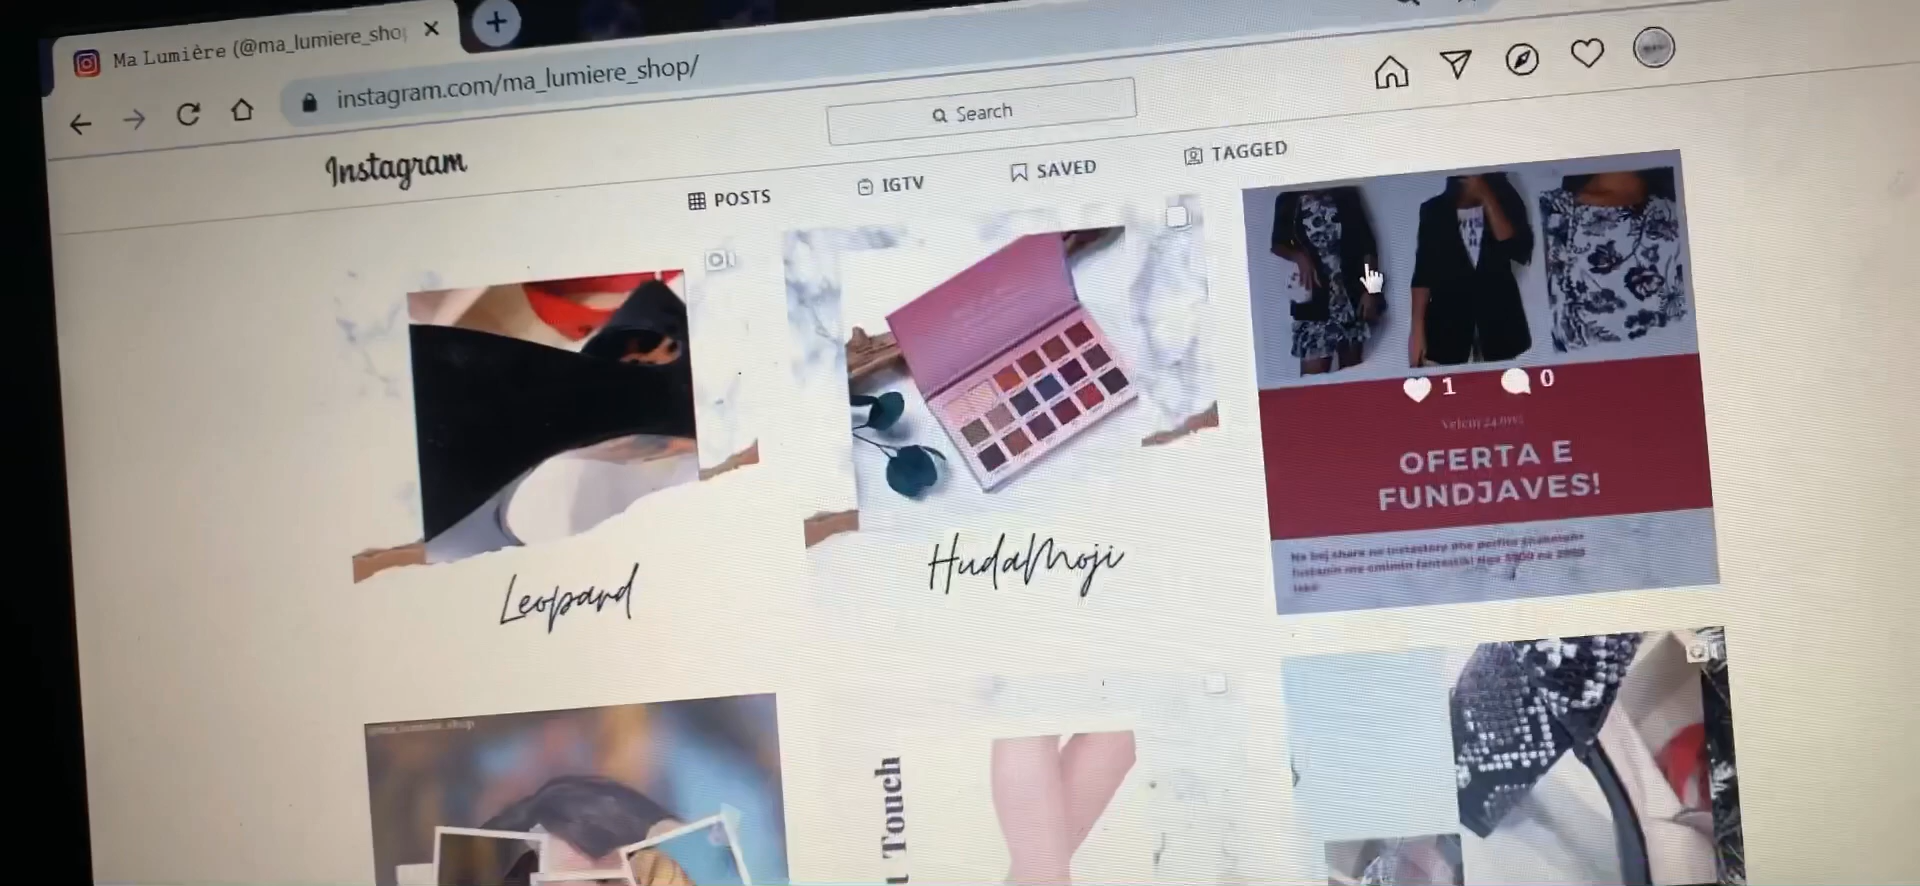 Ma Lumière (@ma_lumiere_sho
instagram.com/ma_lumiere_shop/
Instagram
Search
POSTS
IGTV
SAVED
TAGGED
Leopard
HudaMoji
1
0
OFERTA E
FUNDJAVES!
Touch